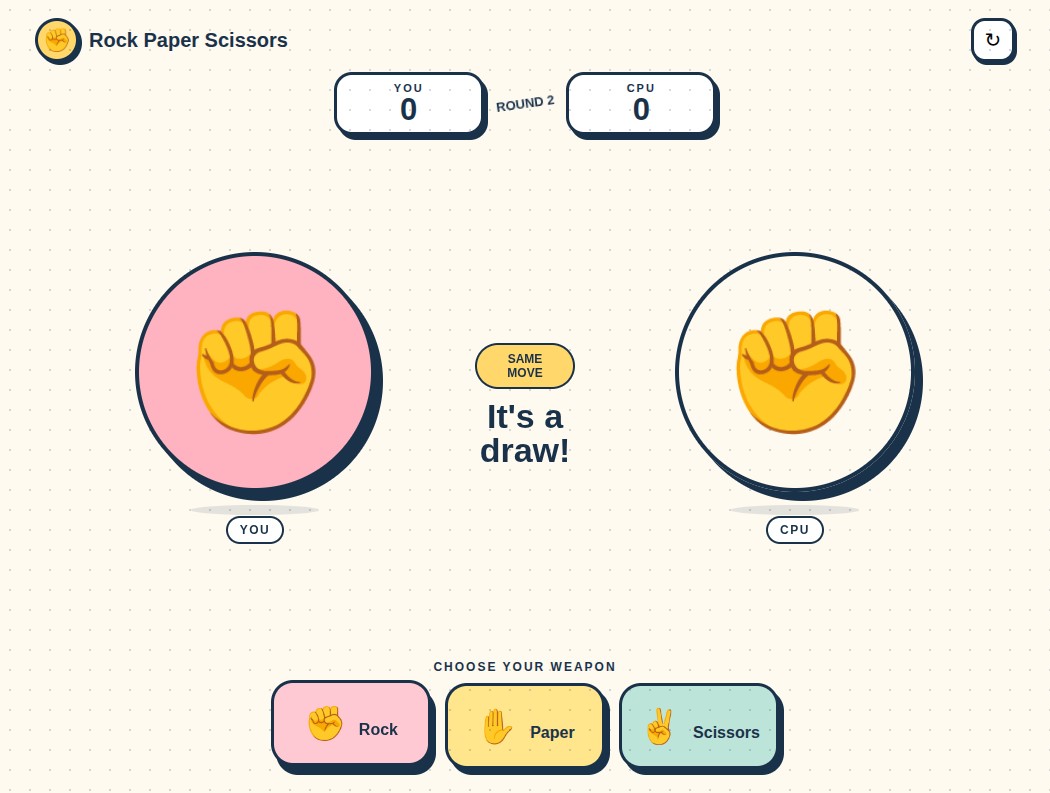 Rock Paper Scissors
↻
YOU
0
ROUND 2
CPU
0
SAME
MOVE
It's a
draw!
YOU
CPU
CHOOSE YOUR WEAPON
Rock
Paper
Scissors